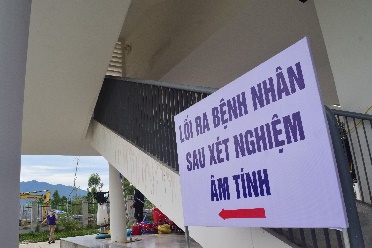 LỐI RA BỆNH NHÂN
SAU XÉT NGHIỆM
ÂM TÍNH